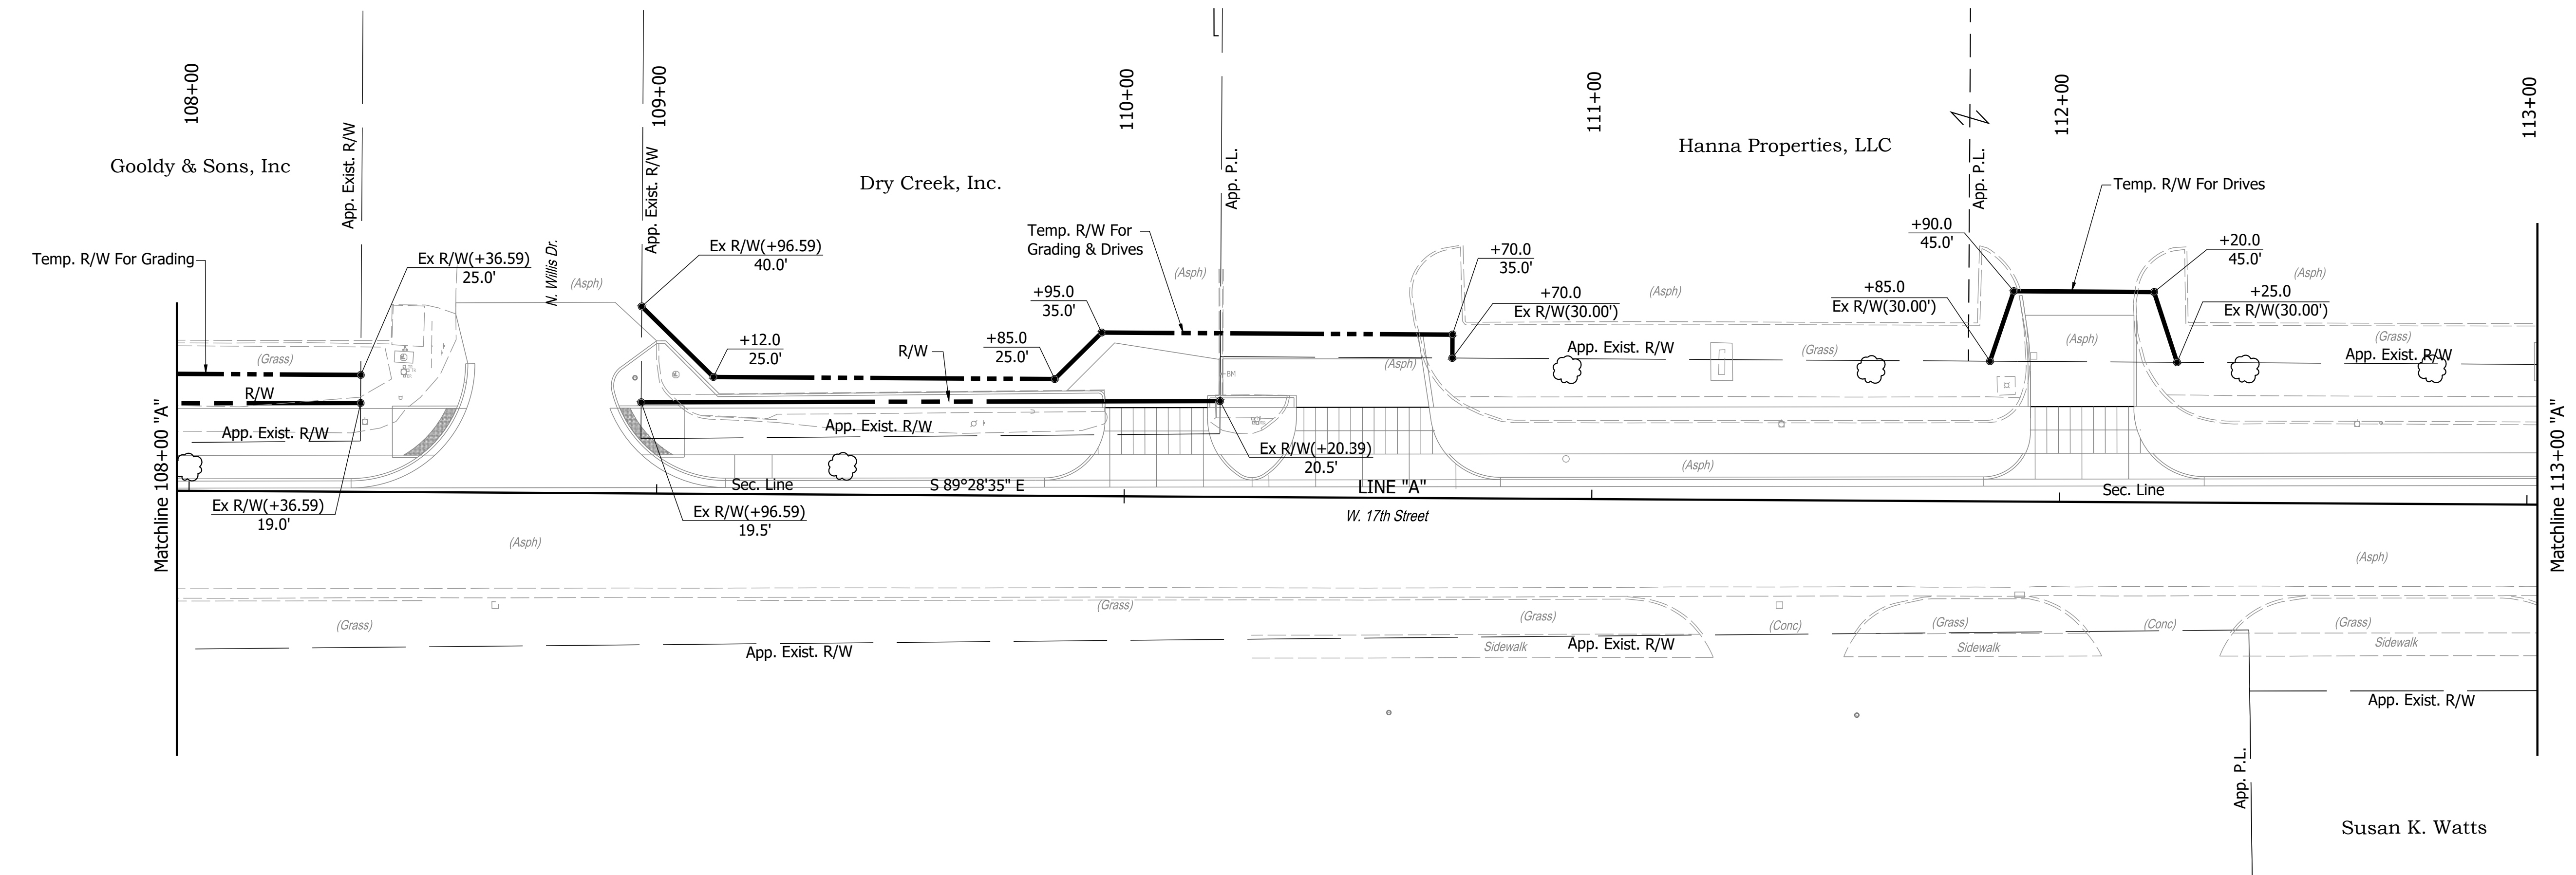 108+00
109+00
110+00
111+00
112+00
113+00
App. Exist. R/W
App. Exist. R/W
App. P.L.
App. P.L.
Gooldy & Sons, Inc
Dry Creek, Inc.
Hanna Properties, LLC
Temp. R/W For Drives
Temp. R/W For Grading
Ex R/W(+36.59)
25.0'
N. Willis Dr.
(Asph)
Ex R/W(+96.59)
40.0'
Temp. R/W For
Grading & Drives
(Asph)
+70.0
35.0'
+90.0
45.0'
+20.0
45.0'
(Asph)
+95.0
35.0'
+70.0
Ex R/W(30.00')
(Asph)
+85.0
Ex R/W(30.00')
+25.0
Ex R/W(30.00')
+12.0
25.0'
+85.0
25.0'
R/W
(Grass)
App. Exist. R/W
(Grass)
(Asph)
(Grass)
App. Exist. R/W
(Asph)
BM
R/W
App. Exist. R/W
App. Exist. R/W
Ex R/W(+20.39)
20.5'
(Asph)
Matchline 108+00 "A"
Matchline 113+00 "A"
Sec. Line
S 89°28'35" E
LINE "A"
Sec. Line
Ex R/W(+36.59)
19.0'
Ex R/W(+96.59)
19.5'
W. 17th Street
(Asph)
(Asph)
(Grass)
(Grass)
(Grass)
(Conc)
(Grass)
(Conc)
(Grass)
App. Exist. R/W
Sidewalk
App. Exist. R/W
Sidewalk
Sidewalk
App. Exist. R/W
App. P.L.
Susan K. Watts